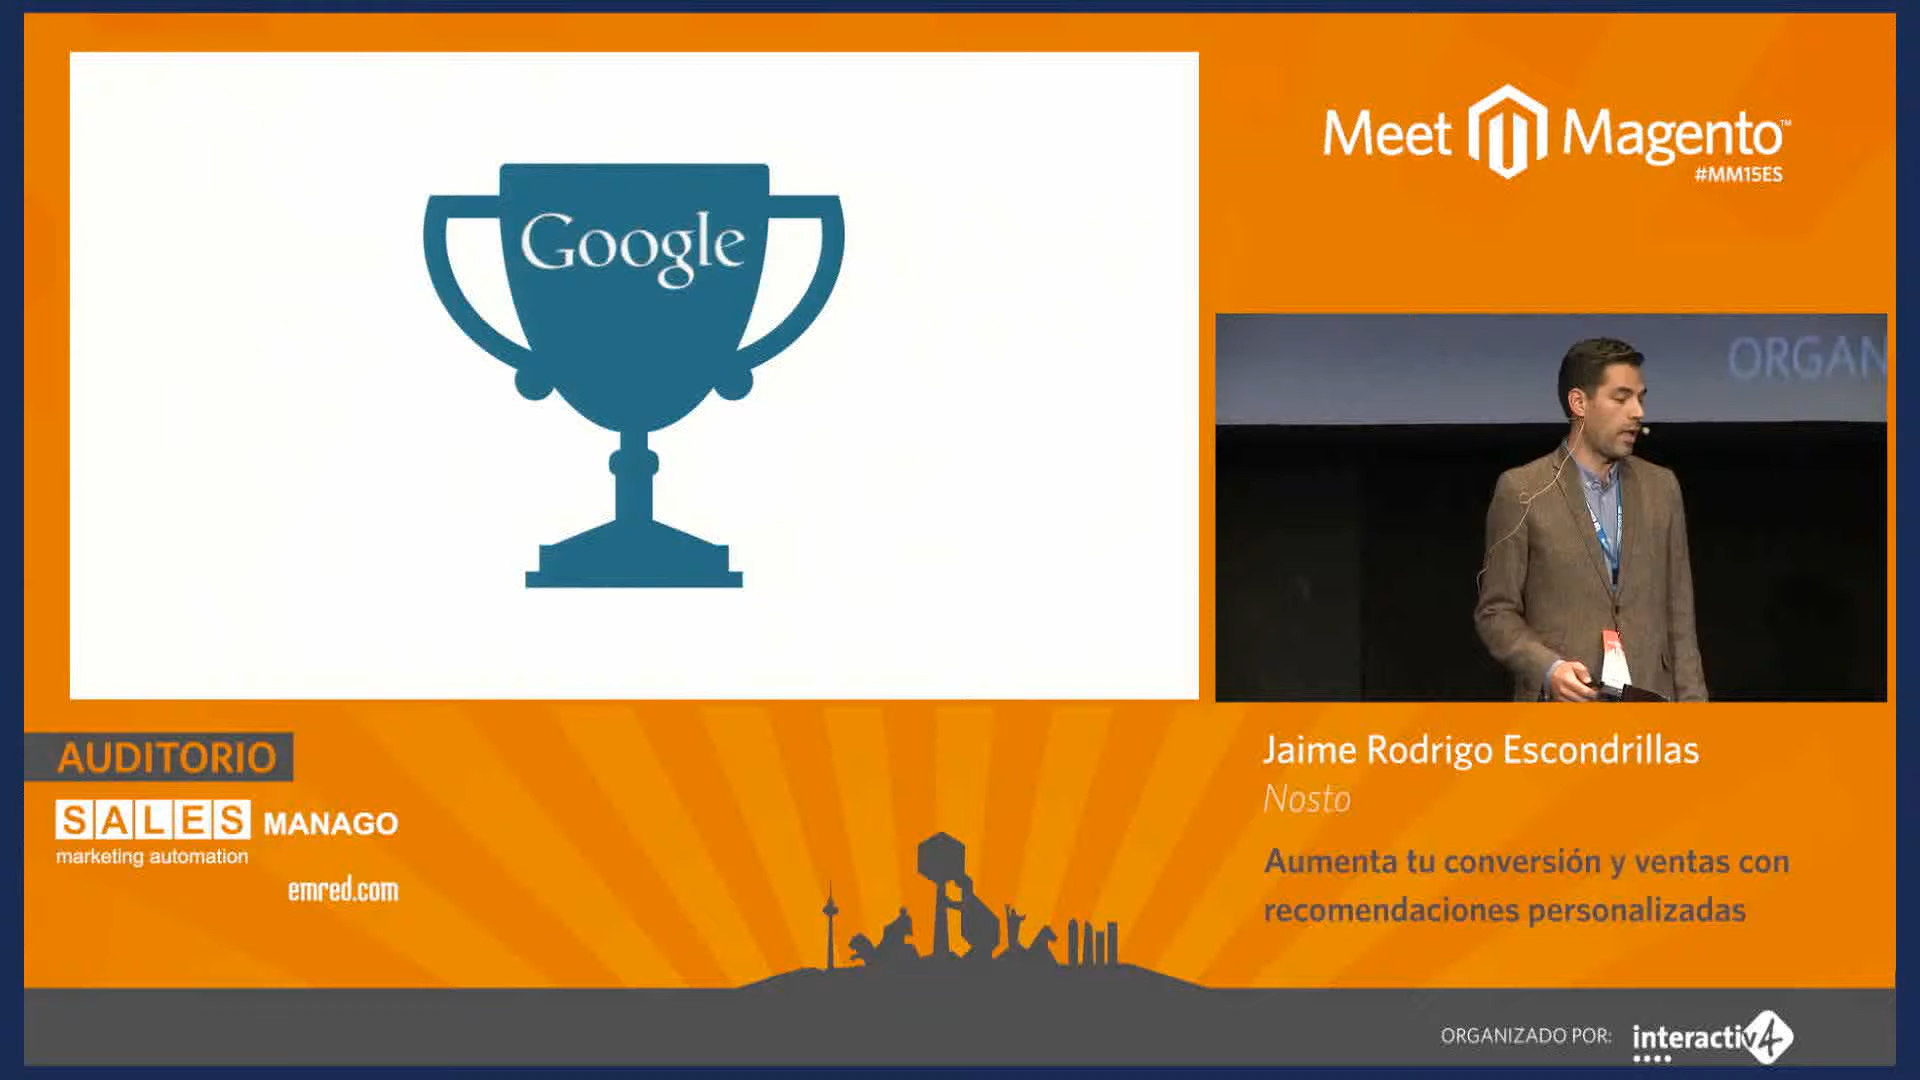 Google
Meet Magento™
#MM15ES
ORGAN
AUDITORIO
SALES MANAGO
marketing automation
emred.com
Jaime Rodrigo Escondrillas
Nosto
Aumenta tu conversión y ventas con
recomendaciones personalizadas
ORGANIZADO POR: interactiv4